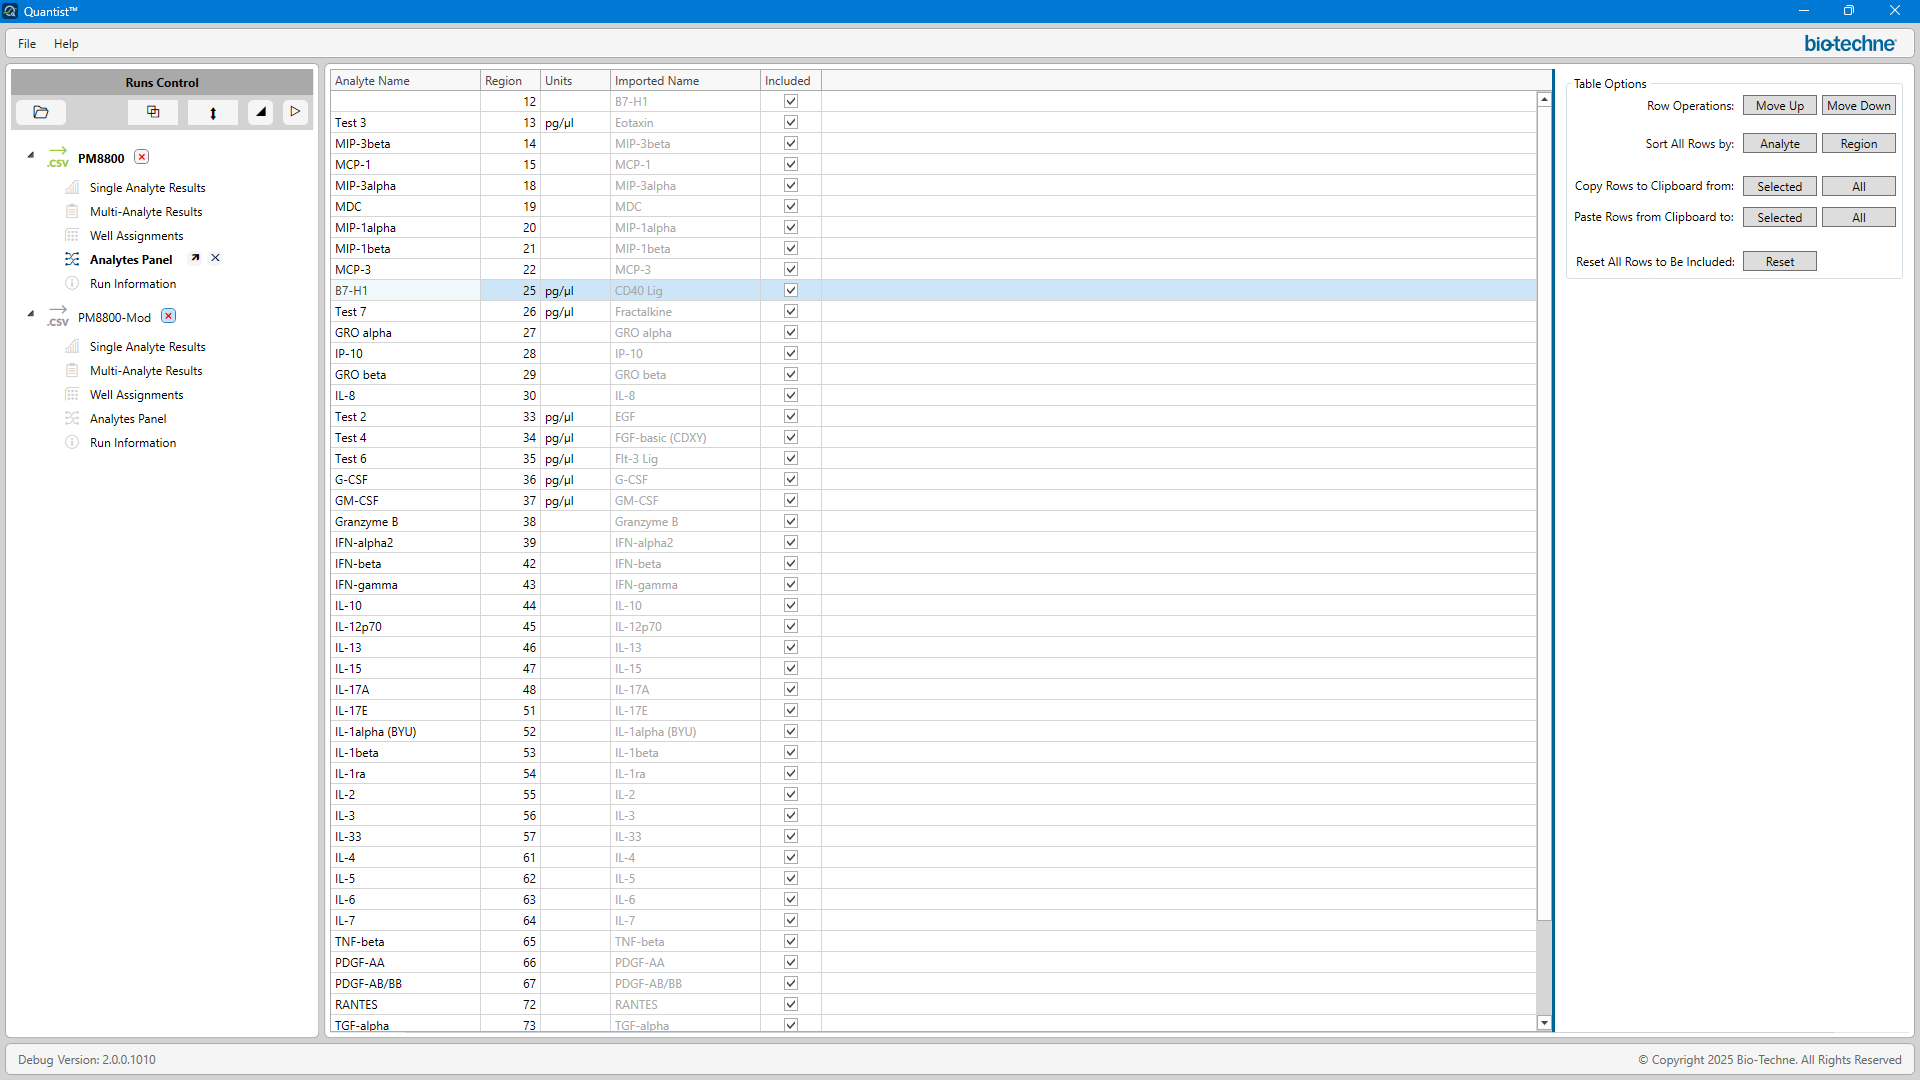 Quantist™
File Help
bio-techne
Runs Control
PM8800
Single Analyte Results
Multi-Analyte Results
Well Assignments
Analytes Panel
Run Information
PM8800-Mod
Single Analyte Results
Multi-Analyte Results
Well Assignments
Analytes Panel
Run Information
Analyte Name Region Units Imported Name Included
12 B7-H1
Test 3 13 pg/µl Eotaxin
MIP-3beta 14 MIP-3beta
MCP-1 15 MCP-1
MIP-3alpha 18 MIP-3alpha
MDC 19 MDC
MIP-1alpha 20 MIP-1alpha
MIP-1beta 21 MIP-1beta
MCP-3 22 MCP-3
B7-H1 25 pg/µl CD40 Lig
Test 7 26 pg/µl Fractalkine
GRO alpha 27 GRO alpha
IP-10 28 IP-10
GRO beta 29 GRO beta
IL-8 30 IL-8
Test 2 33 pg/µl EGF
Test 4 34 pg/µl FGF-basic (CDXY)
Test 6 35 pg/µl Flt-3 Lig
G-CSF 36 pg/µl G-CSF
GM-CSF 37 pg/µl GM-CSF
Granzyme B 38 Granzyme B
IFN-alpha2 39 IFN-alpha2
IFN-beta 42 IFN-beta
IFN-gamma 43 IFN-gamma
IL-10 44 IL-10
IL-12p70 45 IL-12p70
IL-13 46 IL-13
IL-15 47 IL-15
IL-17A 48 IL-17A
IL-17E 51 IL-17E
IL-1alpha (BYU) 52 IL-1alpha (BYU)
IL-1beta 53 IL-1beta
IL-1ra 54 IL-1ra
IL-2 55 IL-2
IL-3 56 IL-3
IL-33 57 IL-33
IL-4 61 IL-4
IL-5 62 IL-5
IL-6 63 IL-6
IL-7 64 IL-7
TNF-beta 65 TNF-beta
PDGF-AA 66 PDGF-AA
PDGF-AB/BB 67 PDGF-AB/BB
RANTES 72 RANTES
TGF-alpha 73 TGF-alpha
Table Options
Row Operations: Move Up Move Down
Sort All Rows by: Analyte Region
Copy Rows to Clipboard from: Selected All
Paste Rows from Clipboard to: Selected All
Reset All Rows to Be Included: Reset
Debug Version: 2.0.0.1010
© Copyright 2025 Bio-Techne. All Rights Reserved